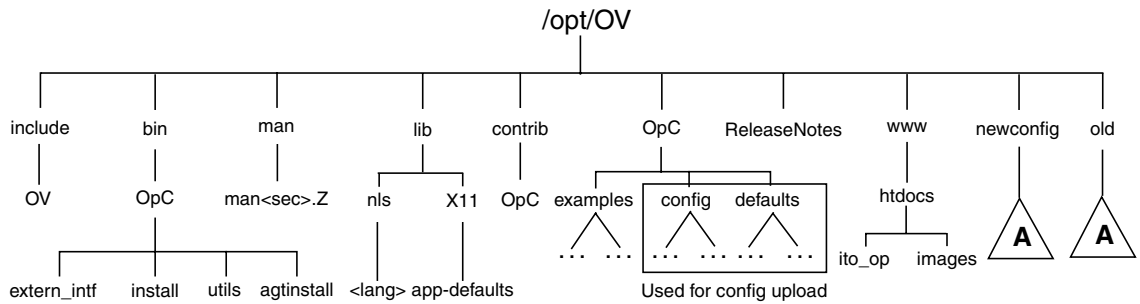 /opt/OV
include bin man lib contrib OpC ReleaseNotes www newconfig old
OV OpC man<sec>.Z nls X11 OpC examples config defaults htdocs
A A
... ... ... ... ... ...
ito_op images
extern_intf install utils agtinstall <lang> app-defaults Used for config upload